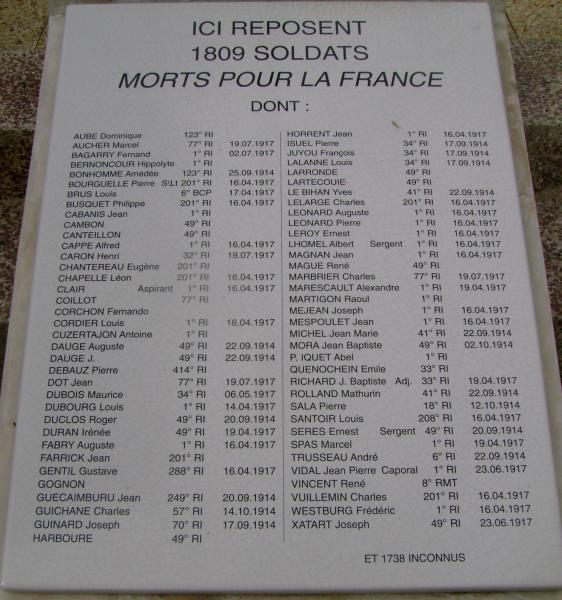 ICI REPOSENT
1809 SOLDATS
MORTS POUR LA FRANCE
DONT :
AUBE Dominique 123° RI
AUCHER Marcel 77° RI 19.07.1917
BAGARRY Fernand 1° RI 02.07.1917
BERNONCOUR Hippolyte 1° RI
BONHOMME Amédée 123° RI 25.09.1914
BOURGUELLE Pierre S\Lt 201° RI 16.04.1917
BRUS Louis 6° BCP 17.04.1917
BUSQUET Philippe 201° RI 16.04.1917
CABANIS Jean 1° RI
CAMBON 49° RI
CANTEILLON 49° RI
CAPPE Alfred 1° RI 16.04.1917
CARON Henri 32° RI 19.07.1917
CHANTEREAU Eugène 201° RI
CHAPELLE Léon 201° RI 16.04.1917
CLAIR Aspirant 1° RI 16.04.1917
COILLOT 77° RI
CORCHON Fernando
CORDIER Louis 1° RI 16.04.1917
CUZERTAJON Antoine 1° RI
DAUGE Auguste 49° RI 22.09.1914
DAUGE J. 49° RI 22.09.1914
DEBAUZ Pierre 414° RI
DOT Jean 77° RI 19.07.1917
DUBOIS Maurice 34° RI 06.05.1917
DUBOURG Louis 1° RI 14.04.1917
DUCLOS Roger 49° RI 20.09.1914
DURAN Irénée 49° RI 19.04.1917
FABRY Auguste 1° RI 16.04.1917
FARRICK Jean 201° RI
GENTIL Gustave 288° RI 16.04.1917
GOGNON
GUECAIMBURU Jean 249° RI 20.09.1914
GUICHANE Charles 57° RI 14.10.1914
GUINARD Joseph 70° RI 17.09.1914
HARBOURE 49° RI
HORRENT Jean 1° RI 16.04.1917
ISUEL Pierre 34° RI 17.09.1914
JUYOU François 34° RI 17.09.1914
LALANNE Louis 34° RI 17.09.1914
LARRONDE 49° RI
LARTECOUIE 49° RI
LE BIHAN Yves 41° RI 22.09.1914
LELARGE Charles 201° RI 16.04.1917
LEONARD Auguste 1° RI 16.04.1917
LEONARD Pierre 1° RI 16.04.1917
LEROY Ernest 1° RI 16.04.1917
LHOMEL Albert Sergent 1° RI 16.04.1917
MAGNAN Jean 1° RI 16.04.1917
MAGUE René 49° RI
MARBRIER Charles 77° RI 19.07.1917
MARESCAULT Alexandre 1° RI 19.04.1917
MARTIGON Raoul 1° RI
MEJEAN Joseph 1° RI 16.04.1917
MESPOULET Jean 1° RI 16.04.1917
MICHEL Jean Marie 41° RI 22.09.1914
MORA Jean Baptiste 49° RI 02.10.1914
P. IQUET Abel 1° RI
QUENOCHEIN Emile 33° RI
RICHARD J. Baptiste Adj. 33° RI 19.04.1917
ROLLAND Mathurin 41° RI 22.09.1914
SALA Pierre 18° RI 12.10.1914
SANTOIR Louis 208° RI 16.04.1917
SERES Ernest Sergent 49° RI 20.09.1914
SPAS Marcel 1° RI 19.04.1917
TRUSSEAU André 6° RI 22.09.1914
VIDAL Jean Pierre Caporal 1° RI 23.06.1917
VINCENT René 8° RMT
VUILLEMIN Charles 201° RI 16.04.1917
WESTBURG Frédéric 1° RI 16.04.1917
XATART Joseph 49° RI 23.06.1917
ET 1738 INCONNUS